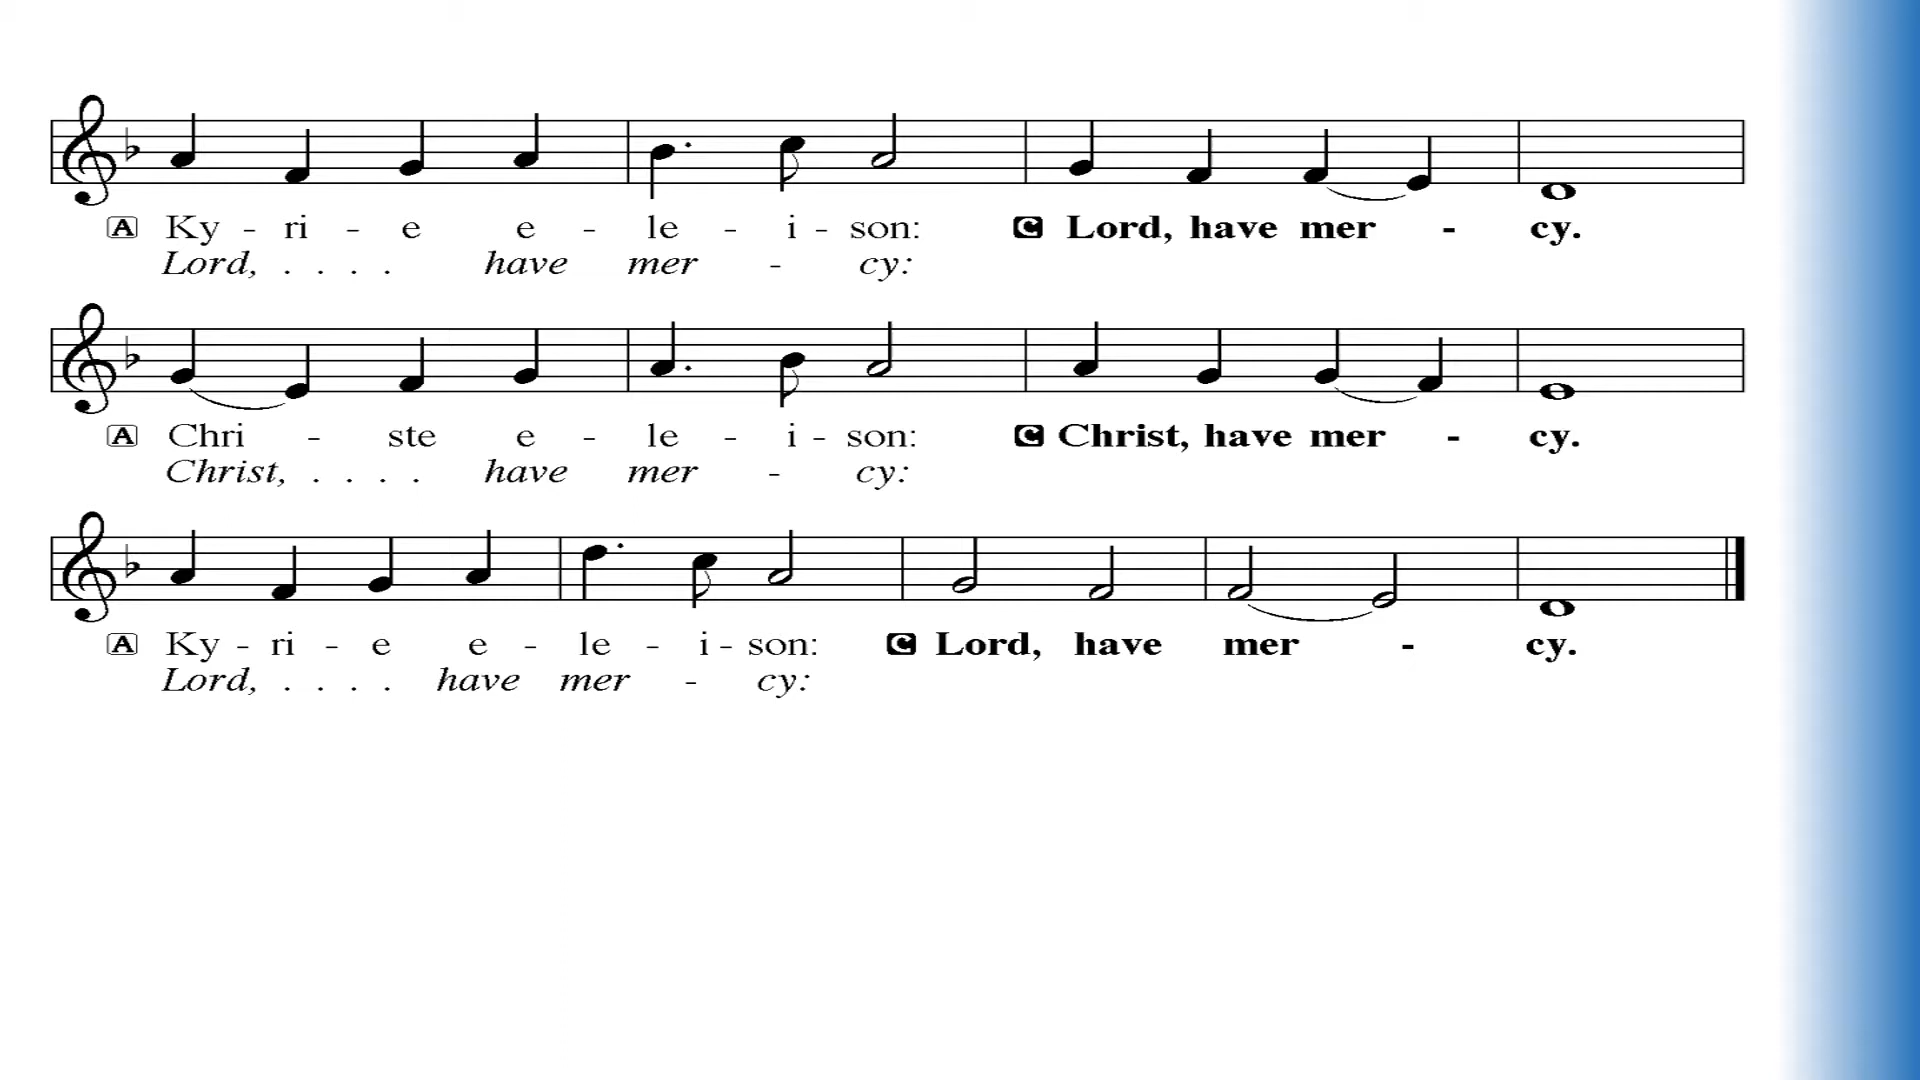 A Ky - ri - e e - le - i - son: C Lord, have mer - cy.
Lord, . . . . have mer - cy:
A Chri - ste e - le - i - son: C Christ, have mer - cy.
Christ, . . . . have mer - cy:
A Ky - ri - e e - le - i - son: C Lord, have mer - cy.
Lord, . . . . have mer - cy: